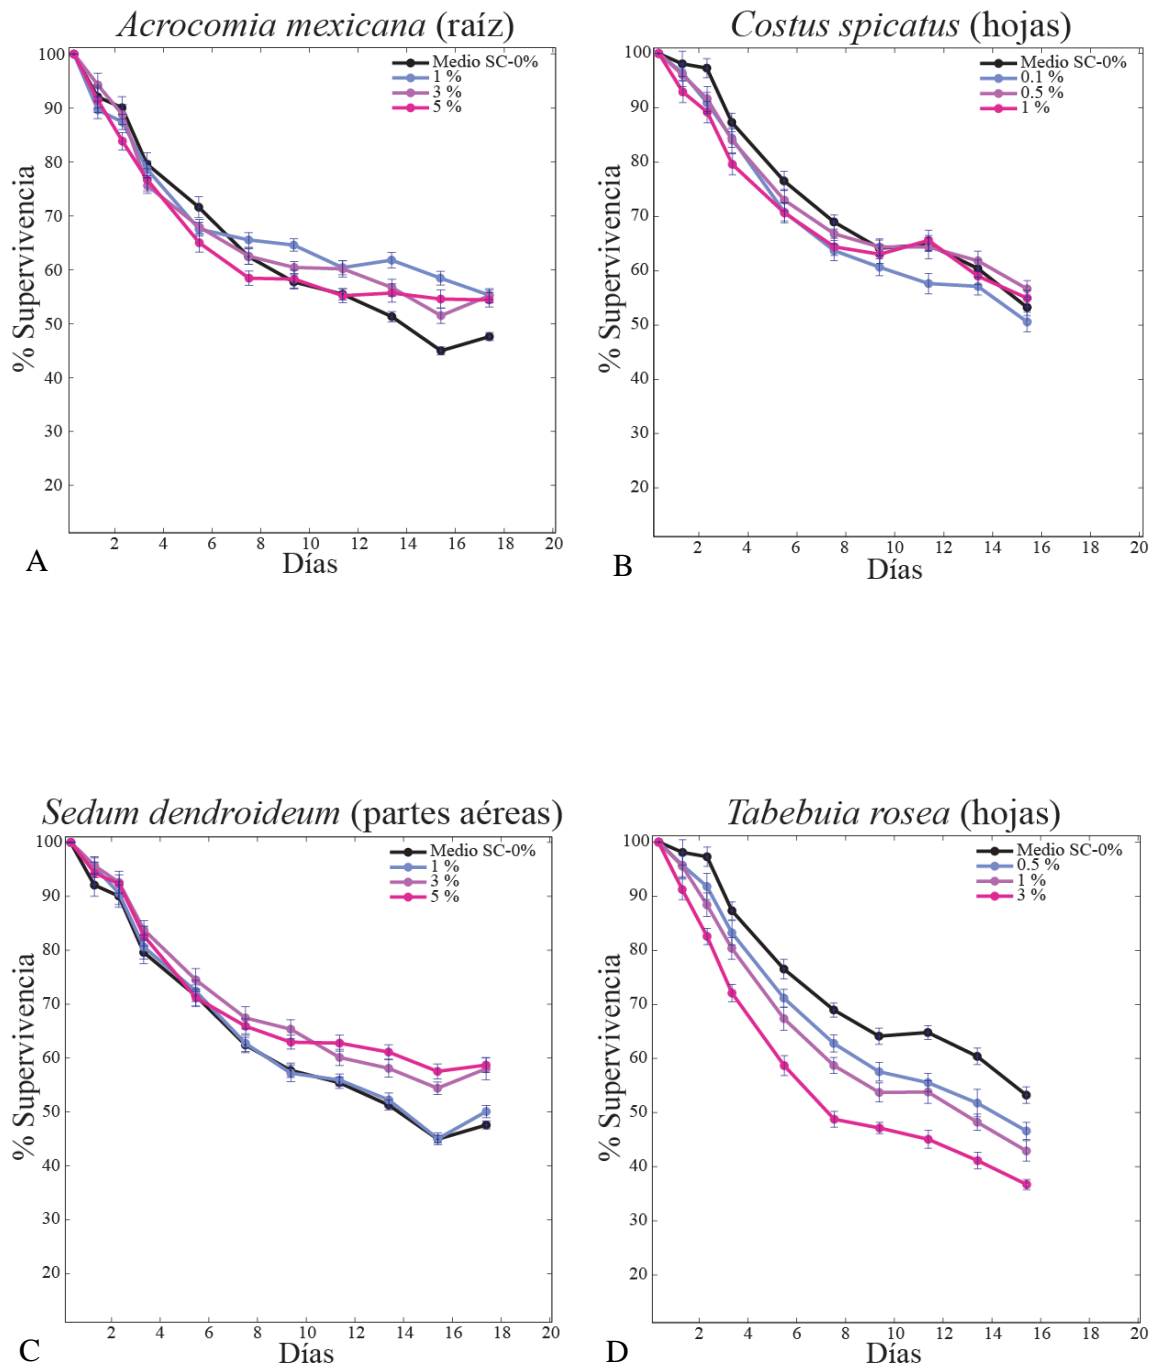 Acrocomia mexicana (raíz)
Medio SC-0%
1 %
3 %
5 %
100
90
80
70
60
50
40
30
20
% Supervivencia
2 4 6 8 10 12 14 16 18 20
Días
A
Costus spicatus (hojas)
Medio SC-0%
0.1 %
0.5 %
1 %
100
90
80
70
60
50
40
30
20
% Supervivencia
2 4 6 8 10 12 14 16 18 20
Días
B
Sedum dendroideum (partes aéreas)
Medio SC-0%
1 %
3 %
5 %
100
90
80
70
60
50
40
30
20
% Supervivencia
2 4 6 8 10 12 14 16 18 20
Días
C
Tabebuia rosea (hojas)
Medio SC-0%
0.5 %
1 %
3 %
100
90
80
70
60
50
40
30
20
% Supervivencia
2 4 6 8 10 12 14 16 18 20
Días
D